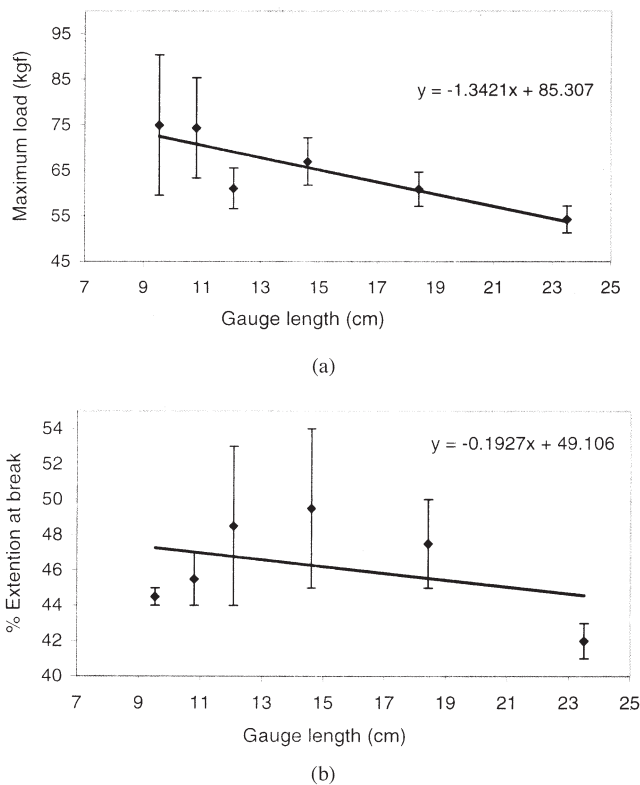 95
85
75
65
55
45
Maximum load (kgf)
y = -1.3421x + 85.307
7 9 11 13 15 17 19 21 23 25
Gauge length (cm)
(a)
54
52
50
48
46
44
42
40
% Extention at break
y = -0.1927x + 49.106
7 9 11 13 15 17 19 21 23 25
Gauge length (cm)
(b)